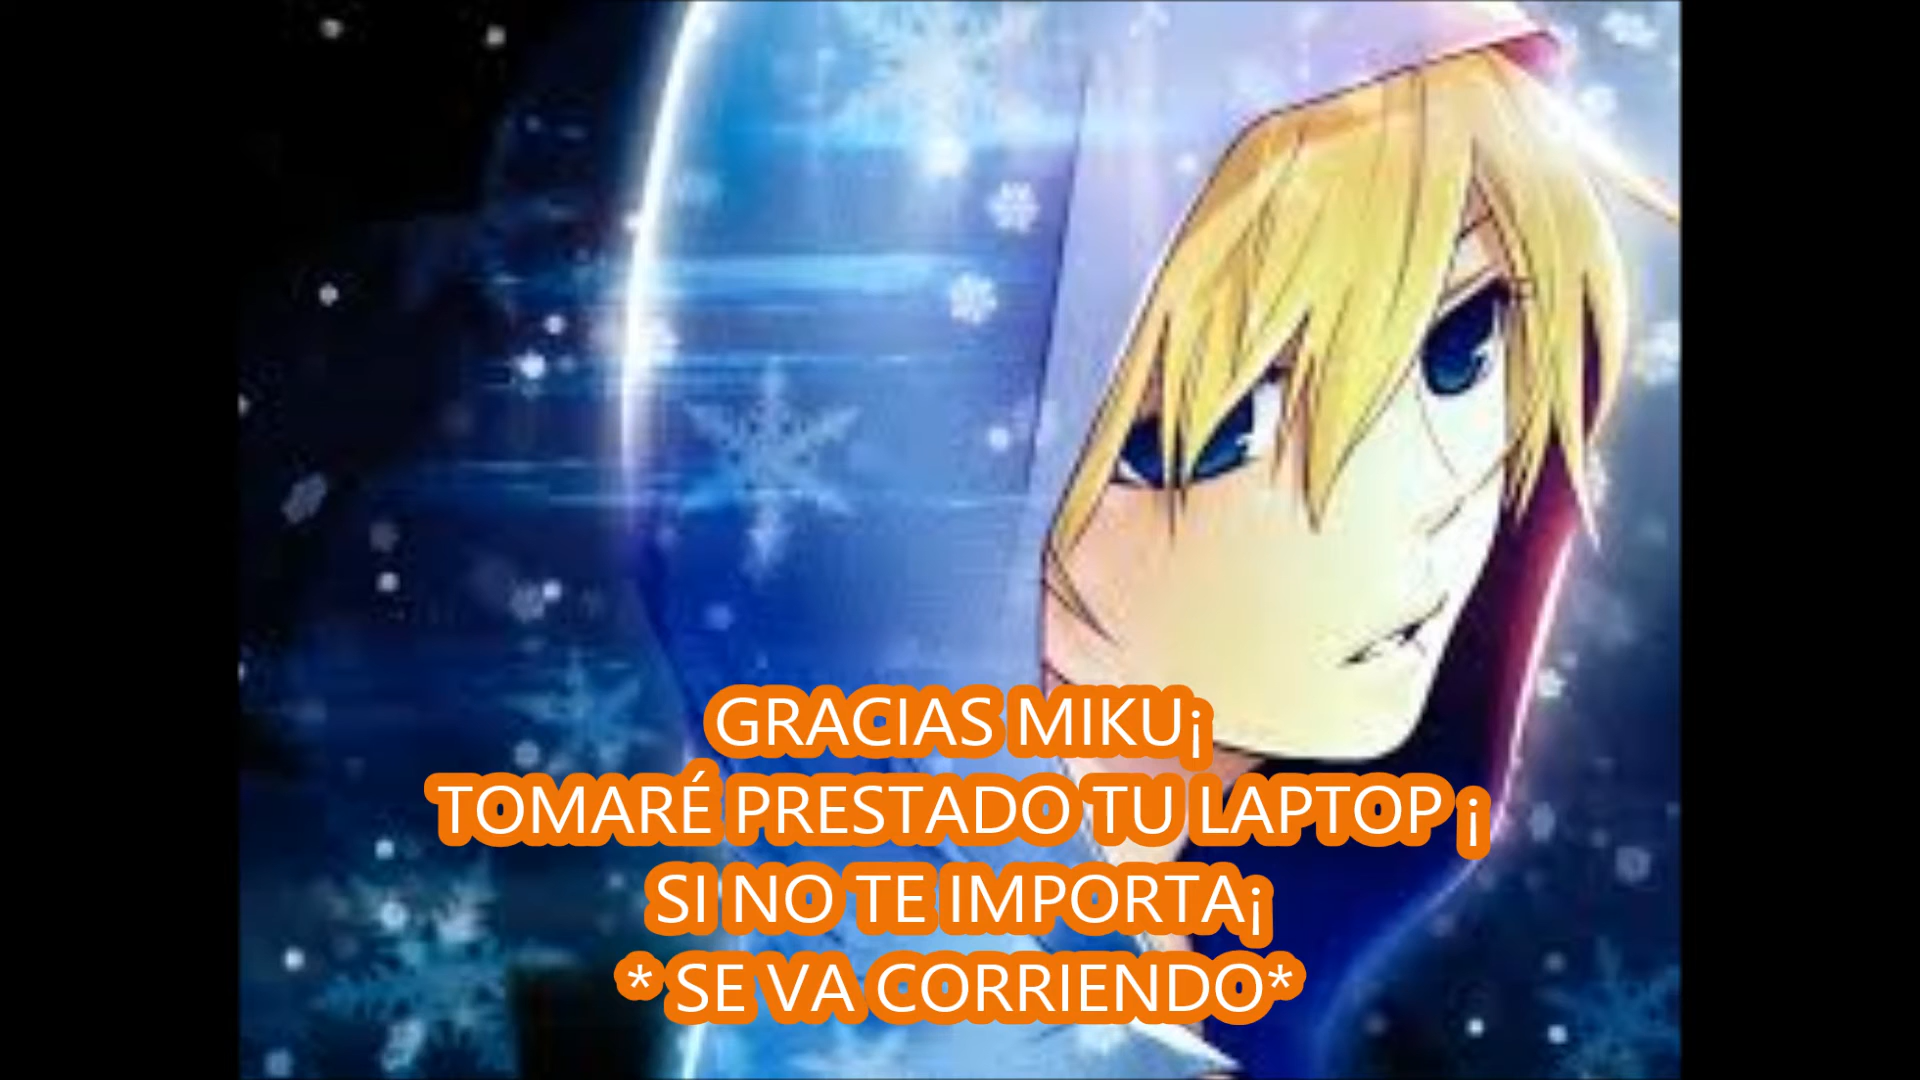 GRACIAS MIKU¡
TOMARÉ PRESTADO TU LAPTOP ¡
SI NO TE IMPORTA¡
* SE VA CORRIENDO*